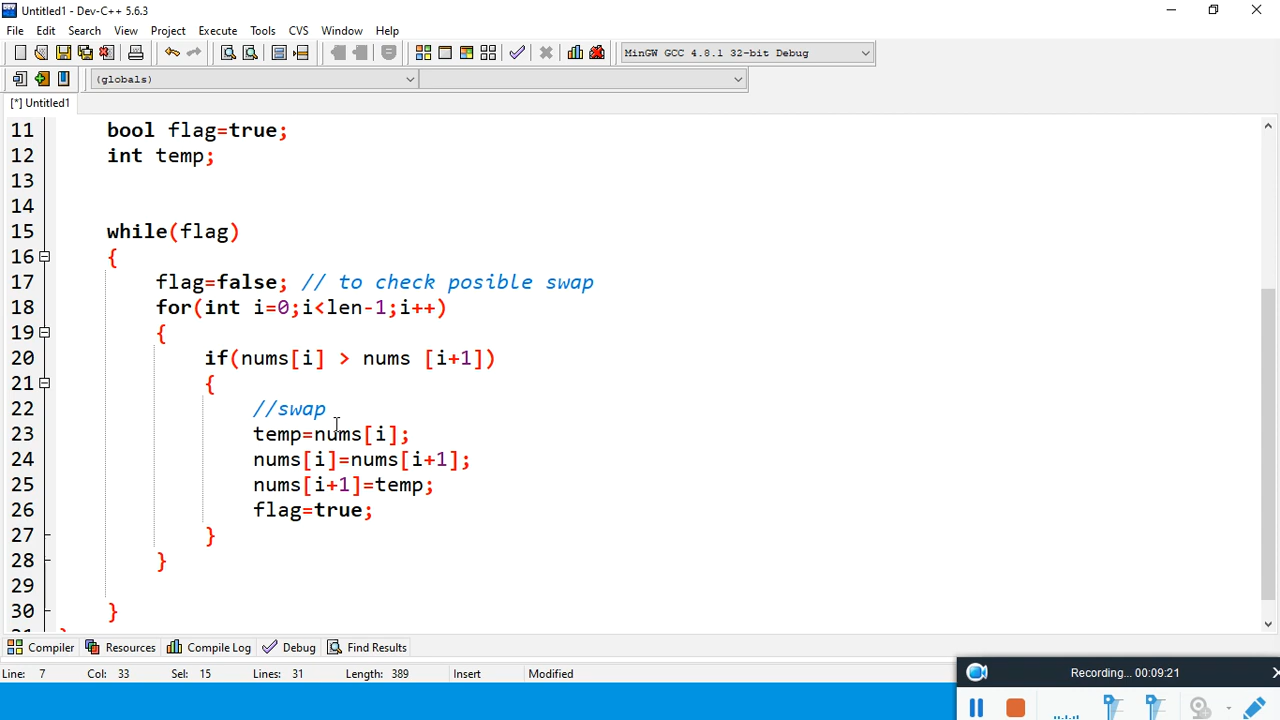 Untitled1 - Dev-C++ 5.6.3
File Edit Search View Project Execute Tools CVS Window Help
MinGW GCC 4.8.1 32-bit Debug
(globals)
[*] Untitled1
11 bool flag=true;
12 int temp;
13
14
15 while(flag)
16 {
17 flag=false; // to check posible swap
18 for(int i=0;i<len-1;i++)
19 {
20 if(nums[i] > nums [i+1])
21 {
22 //swap
23 temp=nums[i];
24 nums[i]=nums[i+1];
25 nums[i+1]=temp;
26 flag=true;
27 }
28 }
29
30 }
Compiler Resources Compile Log Debug Find Results
Line: 7 Col: 33 Sel: 15 Lines: 31 Length: 389 Insert Modified
Recording... 00:09:21